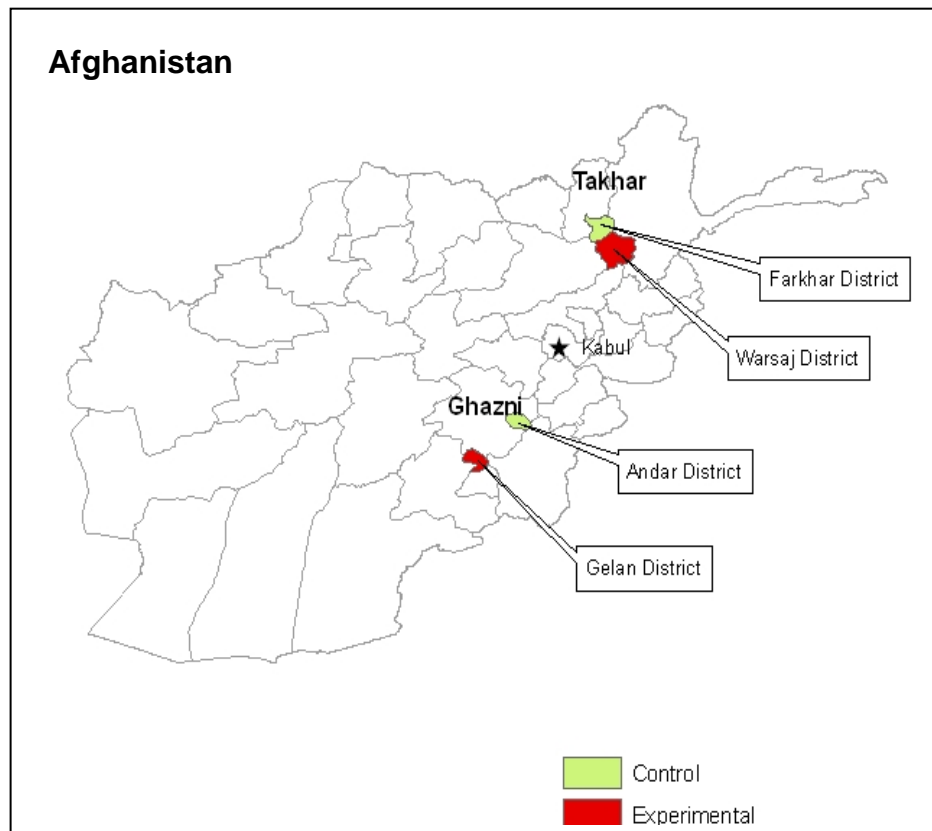 Afghanistan
Takhar
Farkhar District
Kabul
Warsaj District
Ghazni
Andar District
Gelan District
Control
Experimental